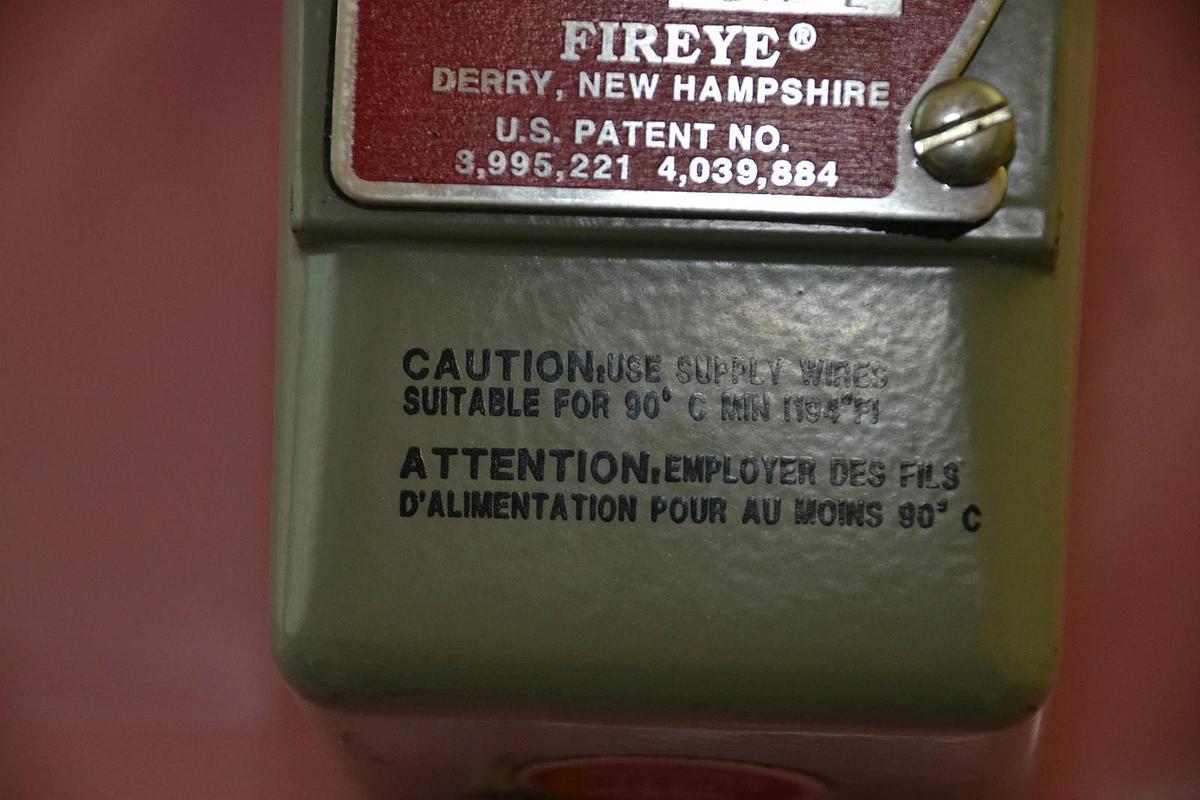 FIREYE®
DERRY, NEW HAMPSHIRE
U.S. PATENT NO.
3,995,221 4,039,884
CAUTION:USE SUPPLY WIRES
SUITABLE FOR 90° C MIN [194°F]
ATTENTION:EMPLOYER DES FILS
D'ALIMENTATION POUR AU MOINS 90° C